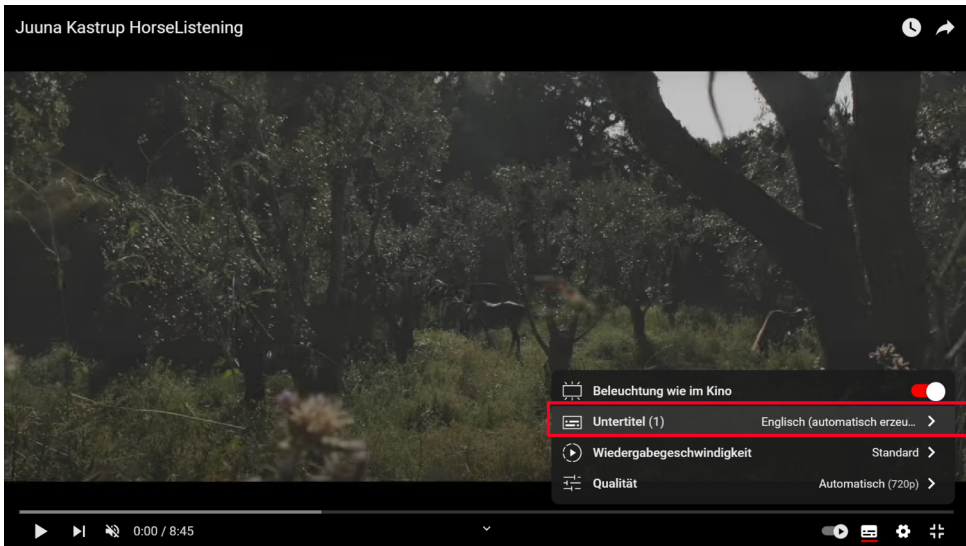 Juuna Kastrup HorseListening
Beleuchtung wie im Kino
Untertitel (1) Englisch (automatisch erzeu...
Wiedergabegeschwindigkeit Standard
Qualität Automatisch (720p)
0:00 / 8:45